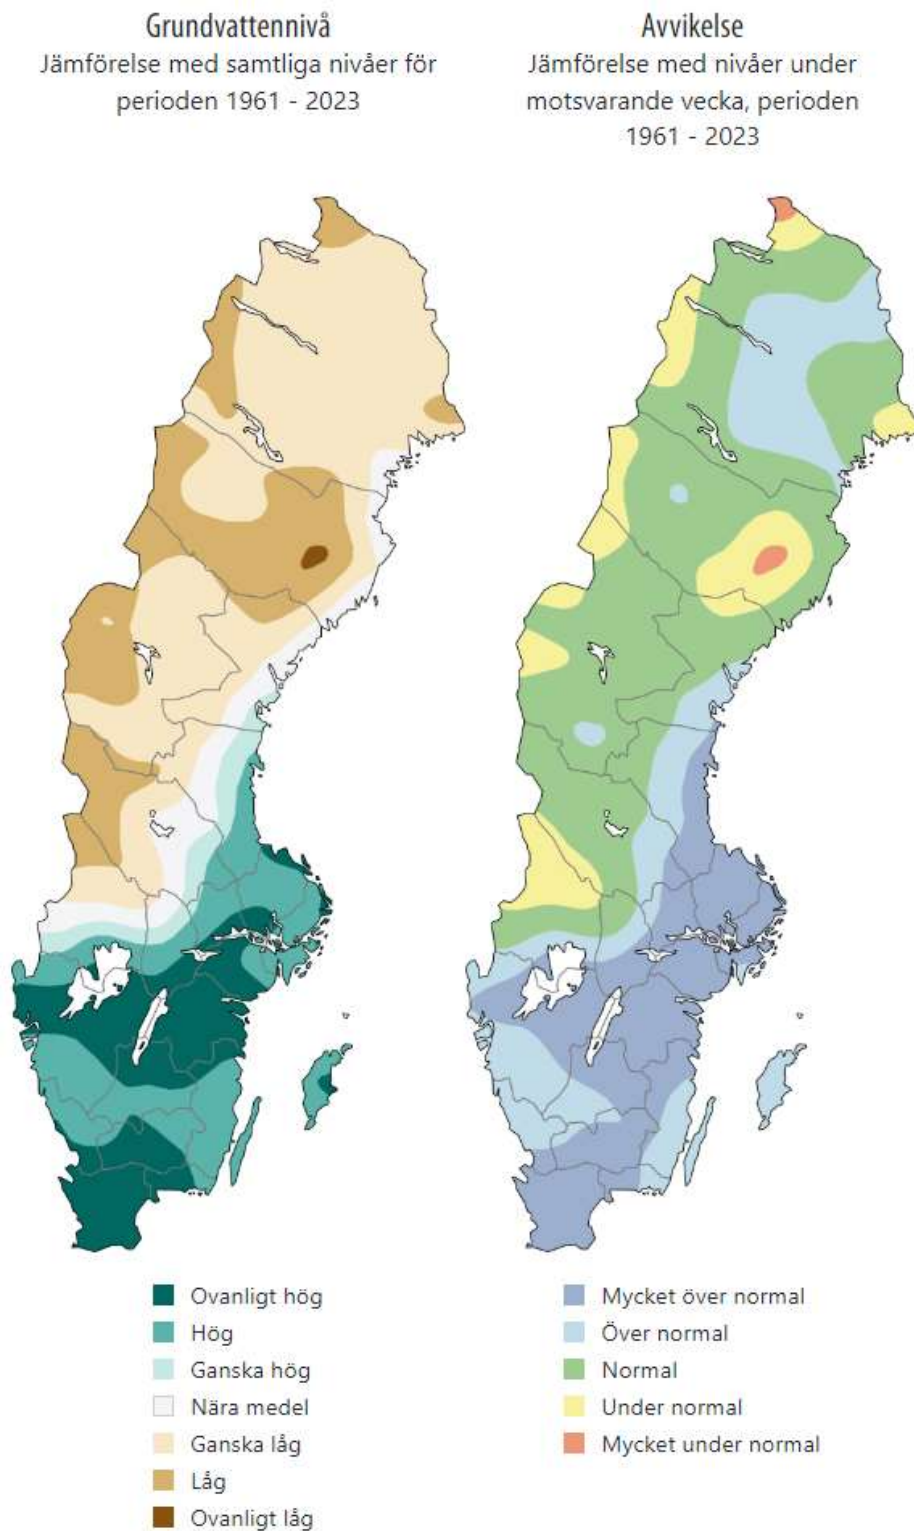 Grundvattennivå
Jämförelse med samtliga nivåer för
perioden 1961 - 2023
Avvikelse
Jämförelse med nivåer under
motsvarande vecka, perioden
1961 - 2023
Ovanligt hög
Hög
Ganska hög
Nära medel
Ganska låg
Låg
Ovanligt låg
Mycket över normal
Över normal
Normal
Under normal
Mycket under normal